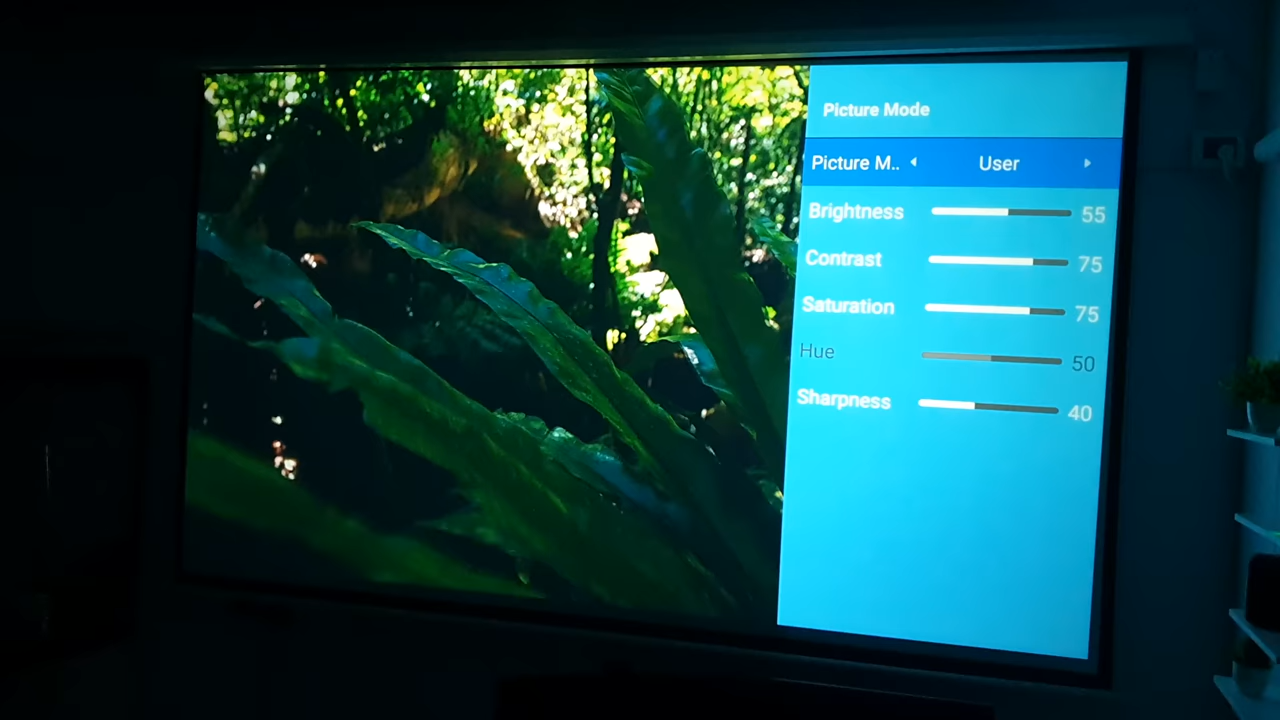 Picture Mode
Picture M.. User
Brightness 55
Contrast 75
Saturation 75
Hue 50
Sharpness 40